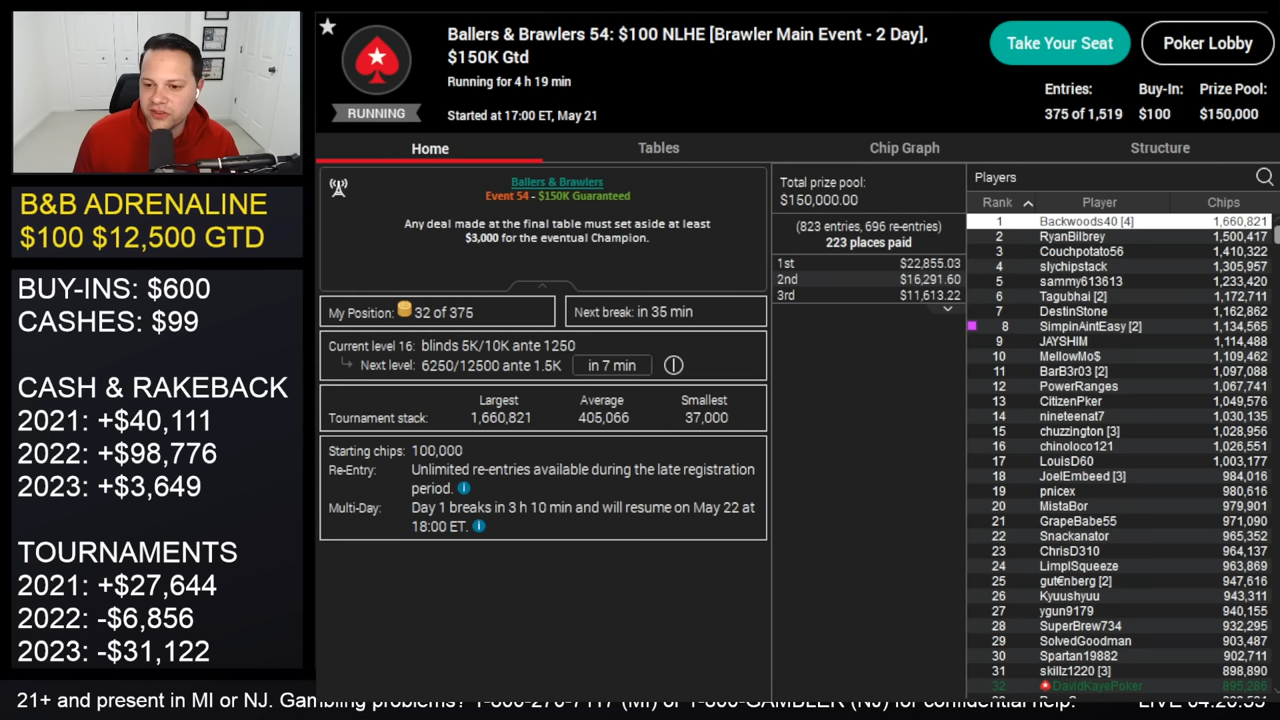 B&B ADRENALINE
$100 $12,500 GTD
BUY-INS: $600
CASHES: $99
CASH & RAKEBACK
2021: +$40,111
2022: +$98,776
2023: +$3,649
TOURNAMENTS
2021: +$27,644
2022: -$6,856
2023: -$31,122
RUNNING
Ballers & Brawlers 54: $100 NLHE [Brawler Main Event - 2 Day],
$150K Gtd
Running for 4 h 19 min
Started at 17:00 ET, May 21
Take Your Seat
Poker Lobby
Entries: Buy-In: Prize Pool:
375 of 1,519 $100 $150,000
Home Tables Chip Graph Structure
Ballers & Brawlers
Event 54 - $150K Guaranteed
Any deal made at the final table must set aside at least
$3,000 for the eventual Champion.
My Position: 32 of 375
Next break: in 35 min
Current level 16: blinds 5K/10K ante 1250
Next level: 6250/12500 ante 1.5K in 7 min
Largest Average Smallest
Tournament stack: 1,660,821 405,066 37,000
Starting chips: 100,000
Re-Entry: Unlimited re-entries available during the late registration
period.
Multi-Day: Day 1 breaks in 3 h 10 min and will resume on May 22 at
18:00 ET.
Total prize pool:
$150,000.00
(823 entries, 696 re-entries)
223 places paid
1st $22,855.03
2nd $16,291.60
3rd $11,613.22
Players
Rank Player Chips
1 Backwoods40 [4] 1,660,821
2 RyanBilbrey 1,500,417
3 Couchpotato56 1,410,322
4 slychipstack 1,305,957
5 sammy613613 1,233,420
6 Tagubhai [2] 1,172,711
7 DestinStone 1,162,862
8 SimpinAintEasy [2] 1,134,565
9 JAYSHIM 1,114,488
10 MellowMo$ 1,109,462
11 BarB3r03 [2] 1,097,088
12 PowerRanges 1,067,741
13 CitizenPker 1,049,576
14 nineteenat7 1,030,135
15 chuzzington [3] 1,028,956
16 chinoloco121 1,026,551
17 LouisD60 1,003,177
18 JoelEmbeed [3] 984,016
19 pnicex 980,616
20 MistaBor 979,901
21 GrapeBabe55 971,090
22 Snackanator 965,352
23 ChrisD310 964,137
24 LimplSqueeze 963,869
25 gut€nberg [2] 947,616
26 Kyuushyuu 943,311
27 ygun9179 940,155
28 SuperBrew734 932,295
29 SolvedGoodman 903,487
30 Spartan19882 902,711
31 skillz1220 [3] 898,890
32 DavidKayePoker 895,286
21+ and present in MI or NJ. Gambling problems? 1-800-270-7117 (MI) or 1-800-GAMBLER (NJ) for confidential help.